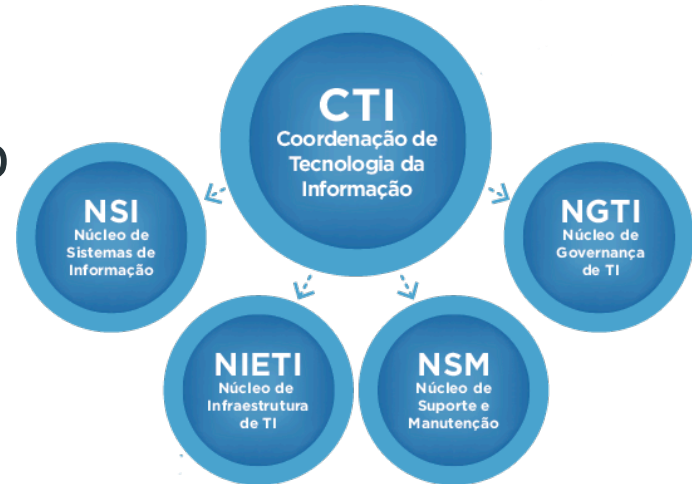 CTI
Coordenação de
Tecnologia da
Informação
NSI
Núcleo de
Sistemas de
Informação
NGTI
Núcleo de
Governança
de TI
NIETI
Núcleo de
Infraestrutura
de TI
NSM
Núcleo de
Suporte e
Manutenção